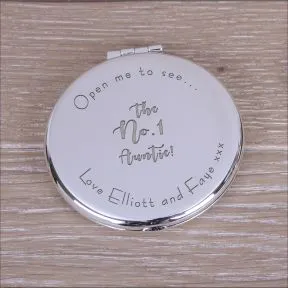 Open me to see...
The
No.1
Auntie!
Love Elliott and Faye xxx